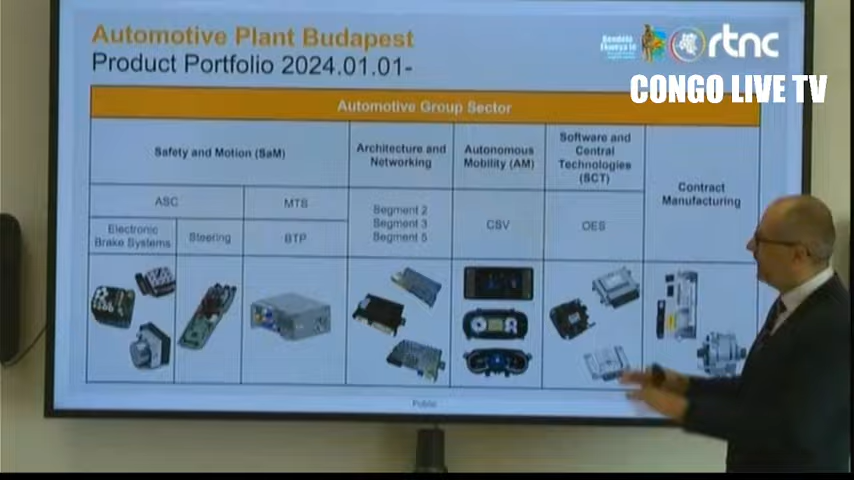 Automotive Plant Budapest
Product Portfolio 2024.01.01-
rtnc
CONGO LIVE TV
Automotive Group Sector
Safety and Motion (SaM)
Architecture and
Networking
Autonomous
Mobility (AM)
Software and
Central
Technologies
(SCT)
Contract
Manufacturing
ASC
MTS
Segment 2
Segment 3
Segment 5
CSV
OES
Electronic
Brake Systems
Steering
BTP
Public